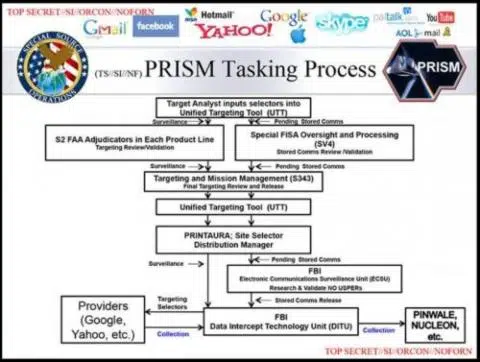 TOP SECRET//SI//ORCON//NOFORN
Gmail facebook msn Hotmail Google paltalk.com YouTube
YAHOO! skype AOL mail
SPECIAL SOURCE OPERATIONS
(TS//SI//NF) PRISM Tasking Process
PRISM
Target Analyst inputs selectors into
Unified Targeting Tool (UTT)
Surveillance
Pending Stored Comms
S2 FAA Adjudicators in Each Product Line
Targeting Review/Validation
Special FISA Oversight and Processing
(SV4)
Stored Comms Review /Validation
Surveillance
Pending Stored Comms
Targeting and Mission Management (S343)
Final Targeting Review and Release
Unified Targeting Tool (UTT)
PRINTAURA; Site Selector
Distribution Manager
Surveillance
Pending Stored Comms
FBI
Electronic Communications Surveillance Unit (ECSU)
Research & Validate NO USPERs
Stored Comms Release
Providers
(Google,
Yahoo, etc.)
Targeting
Selectors
Collection
FBI
Data Intercept Technology Unit (DITU)
Collection
PINWALE,
NUCLEON,
etc.
TOP SECRET//SI//ORCON//NOFORN